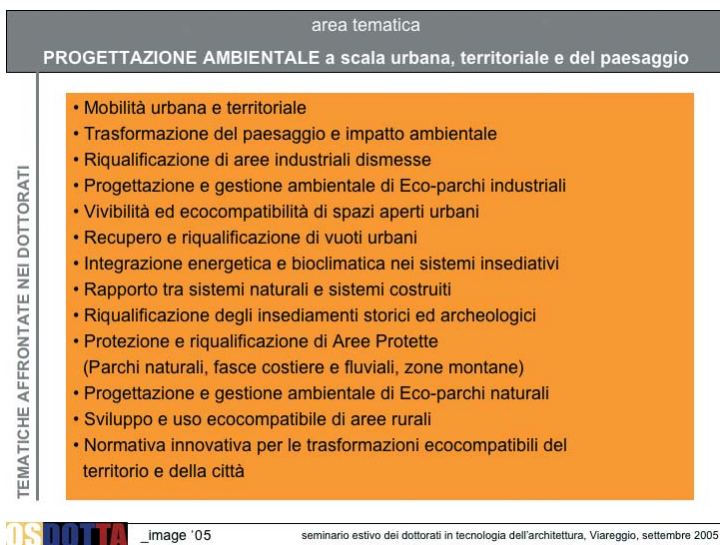 area tematica
PROGETTAZIONE AMBIENTALE a scala urbana, territoriale e del paesaggio
TEMATICHE AFFRONTATE NEI DOTTORATI
• Mobilità urbana e territoriale
• Trasformazione del paesaggio e impatto ambientale
• Riqualificazione di aree industriali dismesse
• Progettazione e gestione ambientale di Eco-parchi industriali
• Vivibilità ed ecocompatibilità di spazi aperti urbani
• Recupero e riqualificazione di vuoti urbani
• Integrazione energetica e bioclimatica nei sistemi insediativi
• Rapporto tra sistemi naturali e sistemi costruiti
• Riqualificazione degli insediamenti storici ed archeologici
• Protezione e riqualificazione di Aree Protette
(Parchi naturali, fasce costiere e fluviali, zone montane)
• Progettazione e gestione ambientale di Eco-parchi naturali
• Sviluppo e uso ecocompatibile di aree rurali
• Normativa innovativa per le trasformazioni ecocompatibili del
territorio e della città
OSDOTTA _image '05 seminario estivo dei dottorati in tecnologia dell'architettura, Viareggio, settembre 2005